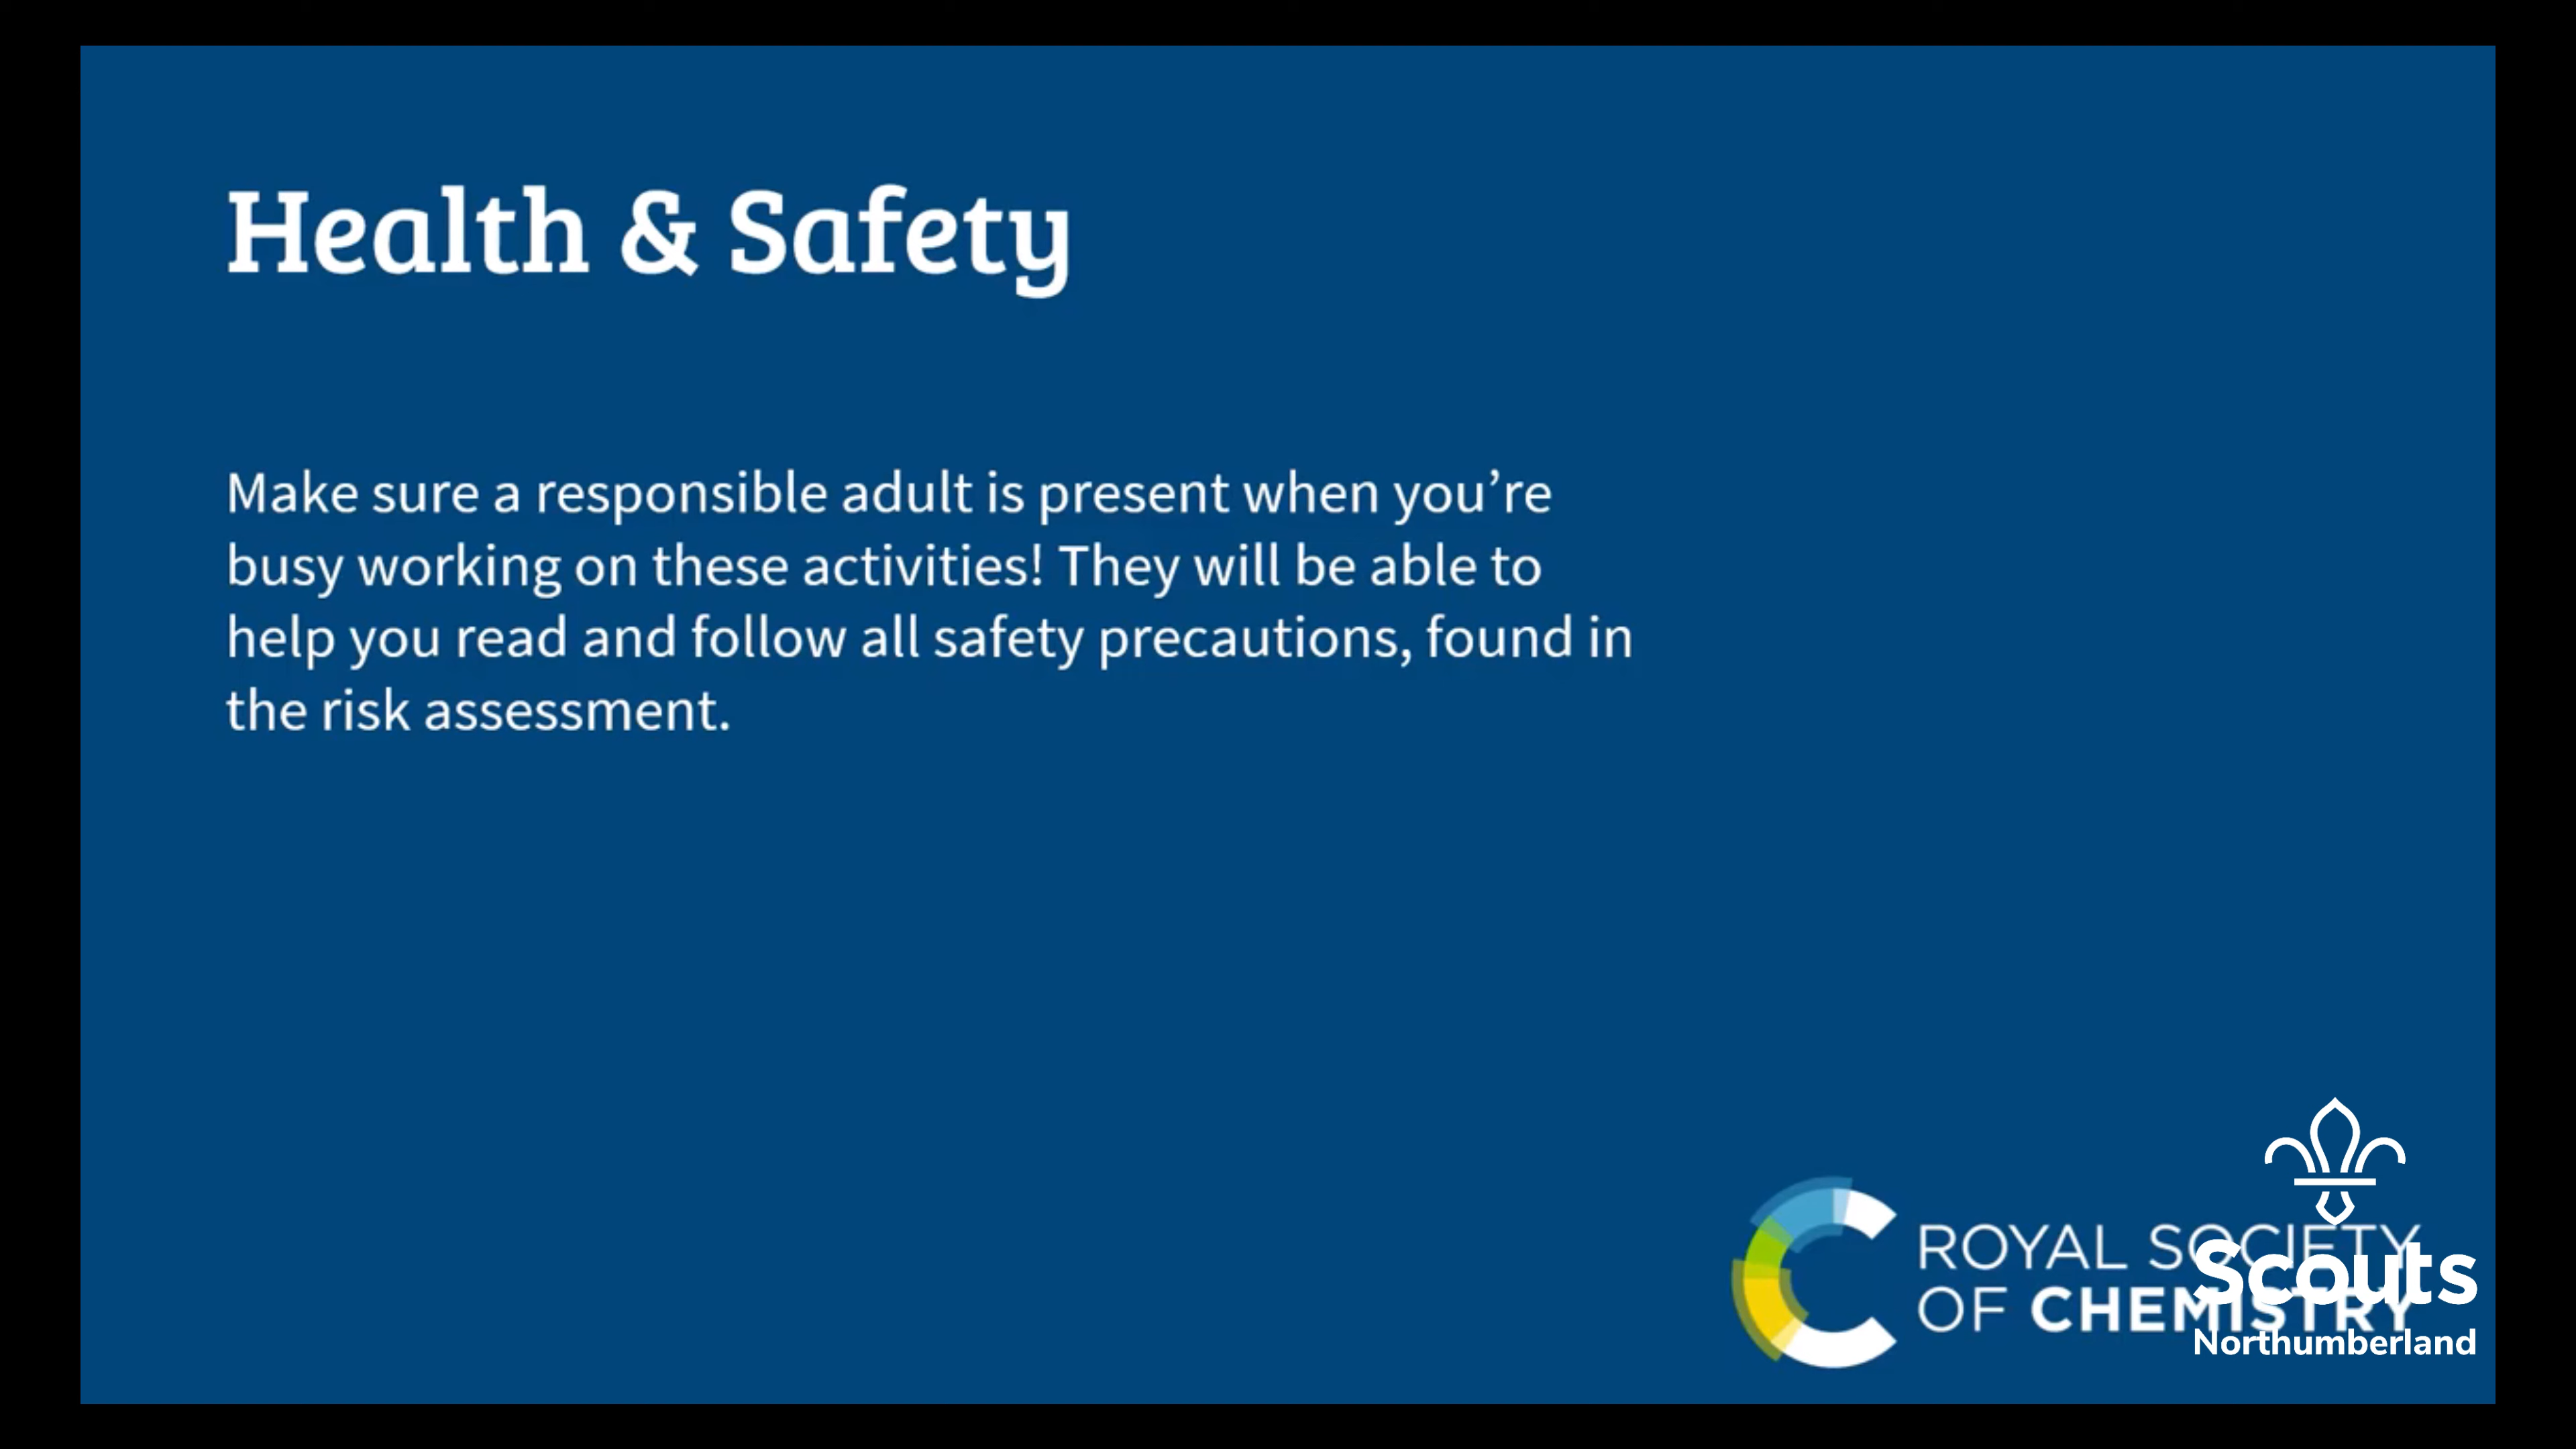 Health & Safety
Make sure a responsible adult is present when you’re
busy working on these activities! They will be able to
help you read and follow all safety precautions, found in
the risk assessment.
ROYAL SOCIETY
OF CHEMISTRY
Scouts
Northumberland